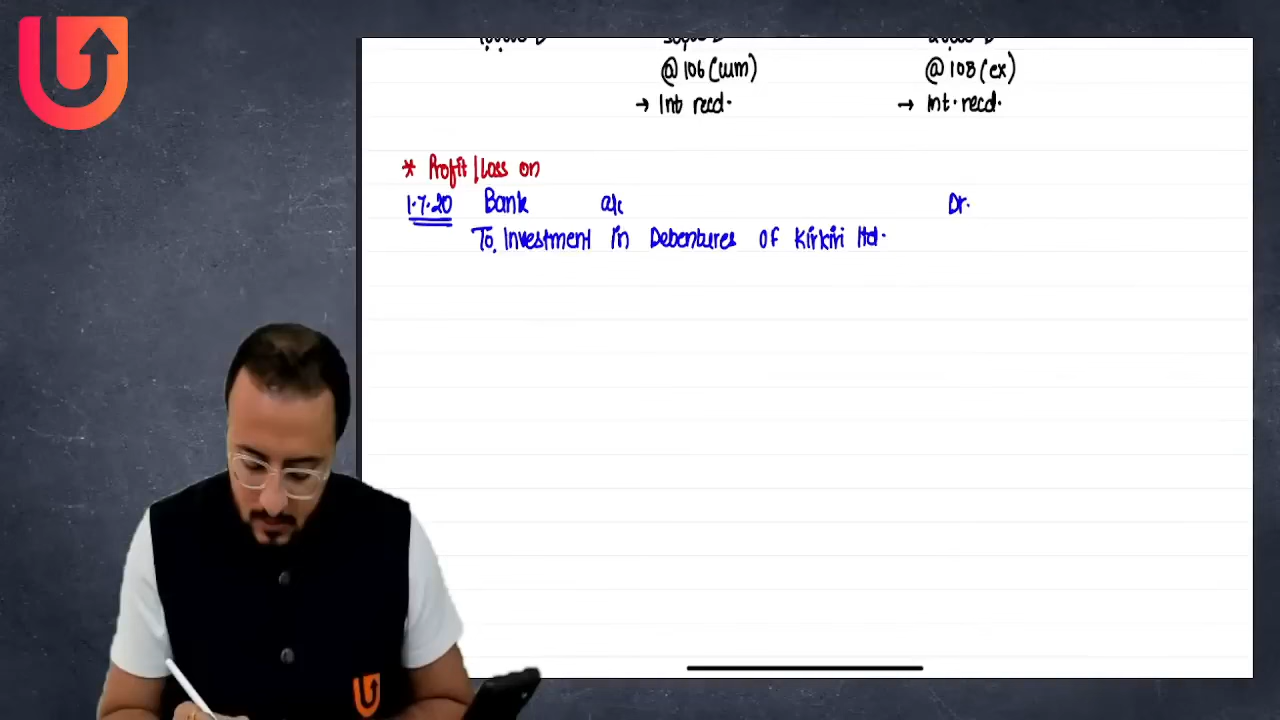 @ 106 (cum)
@ 108 (ex)
→ Int recd.
→ Int. recd.
* Profit | Loss on
1.7.20 Bank a/c Dr.
To Investment in Debentures of Kirkiri ltd.